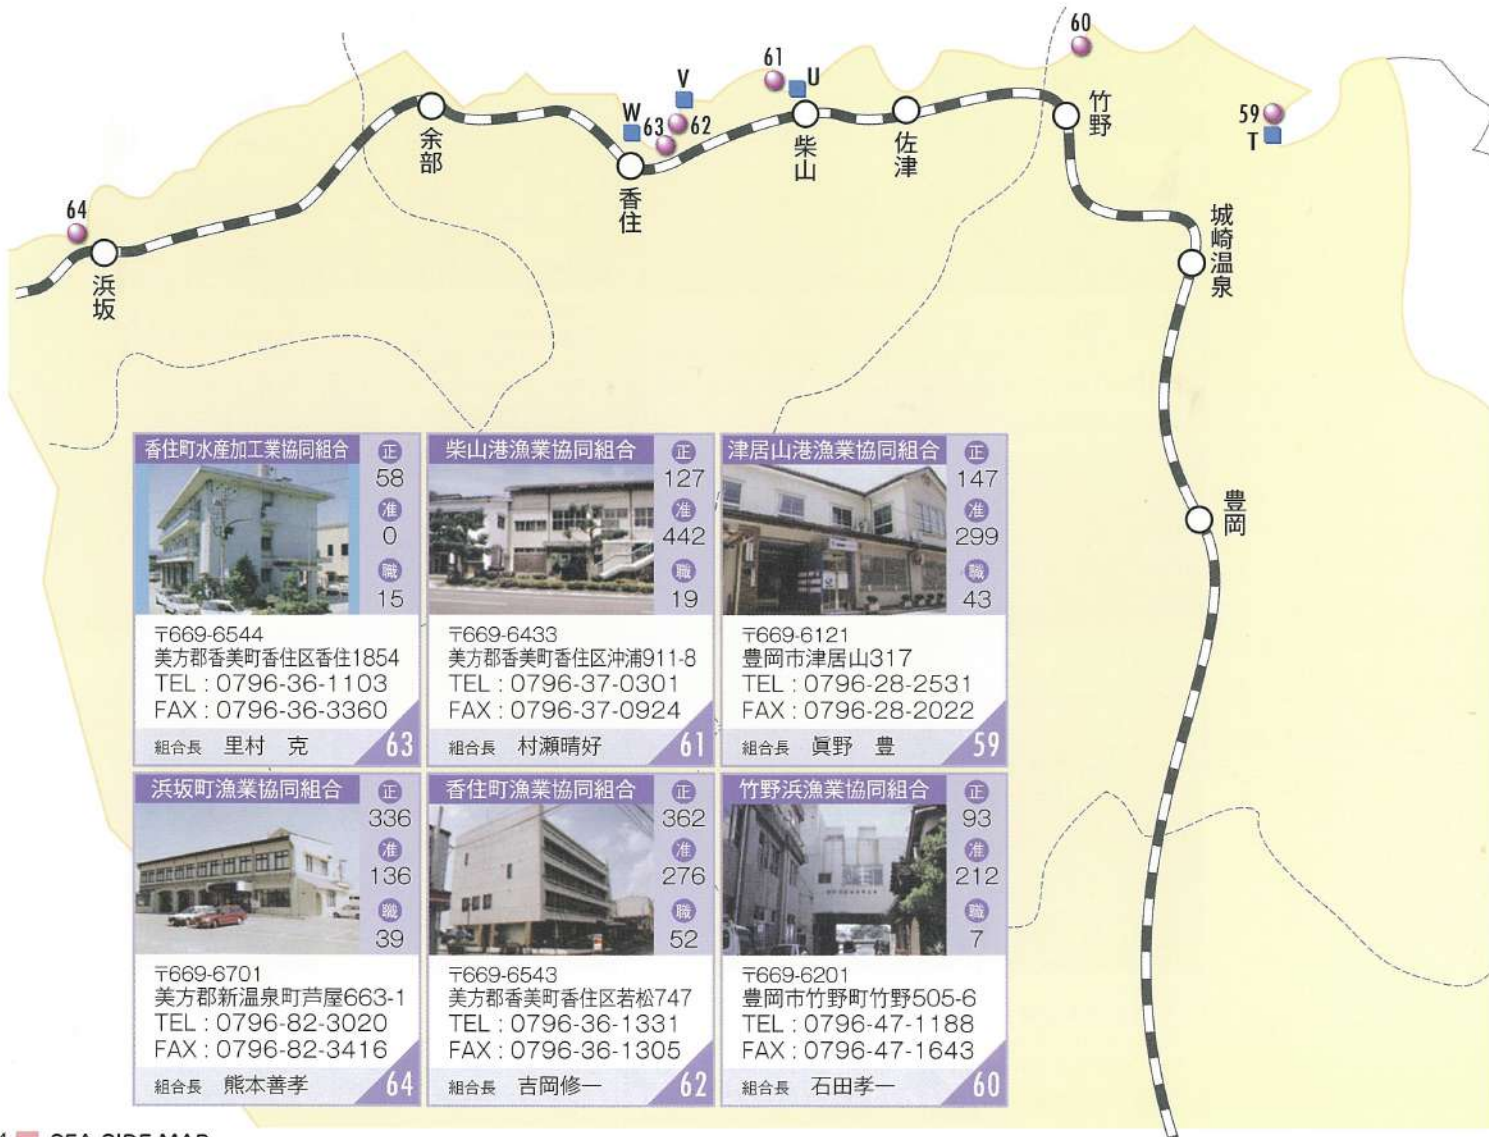 60
61
U
V
W
63
62
59
T
64
余部
香住
柴山
佐津
竹野
浜坂
城崎温泉
豊岡
香住町水産加工業協同組合
正
58
准
0
職
15
〒669-6544
美方郡香美町香住区香住1854
TEL : 0796-36-1103
FAX : 0796-36-3360
組合長 里村 克
63
柴山港漁業協同組合
正
127
准
442
職
19
〒669-6433
美方郡香美町香住区沖浦911-8
TEL : 0796-37-0301
FAX : 0796-37-0924
組合長 村瀬晴好
61
津居山港漁業協同組合
正
147
准
299
職
43
〒669-6121
豊岡市津居山317
TEL : 0796-28-2531
FAX : 0796-28-2022
組合長 眞野 豊
59
浜坂町漁業協同組合
正
336
准
136
職
39
〒669-6701
美方郡新温泉町芦屋663-1
TEL : 0796-82-3020
FAX : 0796-82-3416
組合長 熊本善孝
64
香住町漁業協同組合
正
362
准
276
職
52
〒669-6543
美方郡香美町香住区若松747
TEL : 0796-36-1331
FAX : 0796-36-1305
組合長 吉岡修一
62
竹野浜漁業協同組合
正
93
准
212
職
7
〒669-6201
豊岡市竹野町竹野505-6
TEL : 0796-47-1188
FAX : 0796-47-1643
組合長 石田孝一
60
SEA-SIDE MAP